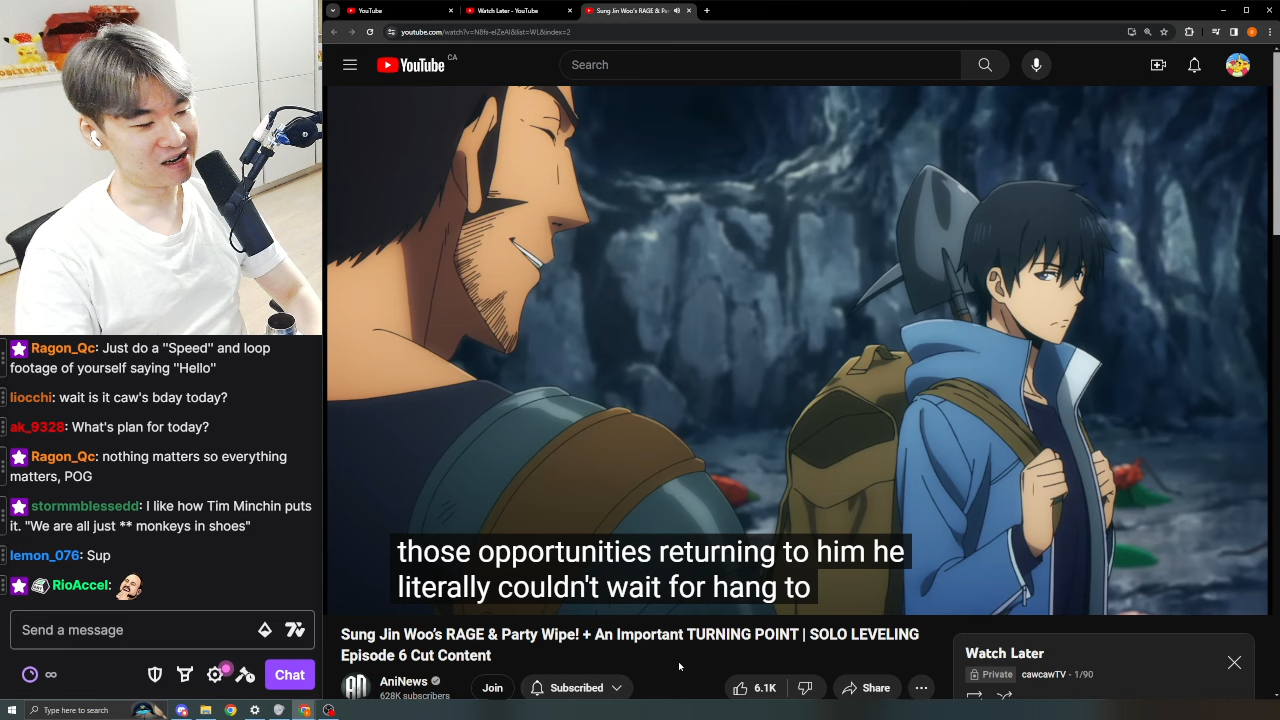 YouTube
Watch Later - YouTube
Sung Jin Woo's RAGE & Pa
youtube.com/watch?v=N8fs-elZeAI&list=WL&index=2
YouTube CA
Search
those opportunities returning to him he
literally couldn't wait for hang to
Ragon_Qc: Just do a "Speed" and loop
footage of yourself saying "Hello"
liocchi: wait is it caw's bday today?
ak_9328: What's plan for today?
Ragon_Qc: nothing matters so everything
matters, POG
stormmblessedd: I like how Tim Minchin puts
it. "We are all just ** monkeys in shoes"
lemon_076: Sup
RioAccel:
Send a message
Chat
Sung Jin Woo's RAGE & Party Wipe! + An Important TURNING POINT | SOLO LEVELING
Episode 6 Cut Content
AniNews
628K subscribers
Join
Subscribed
6.1K
Share
Watch Later
Private
cawcawTV - 1/90
Type here to search